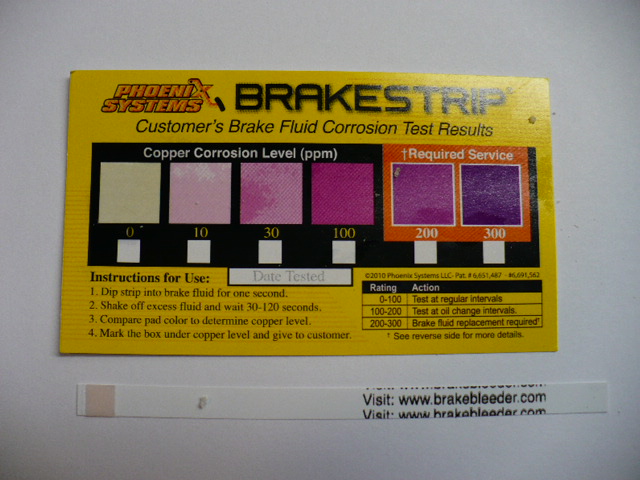 PHOENIX
SYSTEMS
BRAKESTRIP
Customer's Brake Fluid Corrosion Test Results
Copper Corrosion Level (ppm)
†Required Service
0 10 30 100 200 300
Date Tested
©2010 Phoenix Systems LLC- Pat. # 6,651,487 - #6,691,562
Instructions for Use:
1. Dip strip into brake fluid for one second.
2. Shake off excess fluid and wait 30-120 seconds.
3. Compare pad color to determine copper level.
4. Mark the box under copper level and give to customer.
Rating Action
0-100 Test at regular intervals
100-200 Test at oil change intervals.
200-300 Brake fluid replacement required†
† See reverse side for more details.
Visit: www.brakebleeder.com
Visit: www.brakebleeder.com
Visit: www.brakebleeder.com